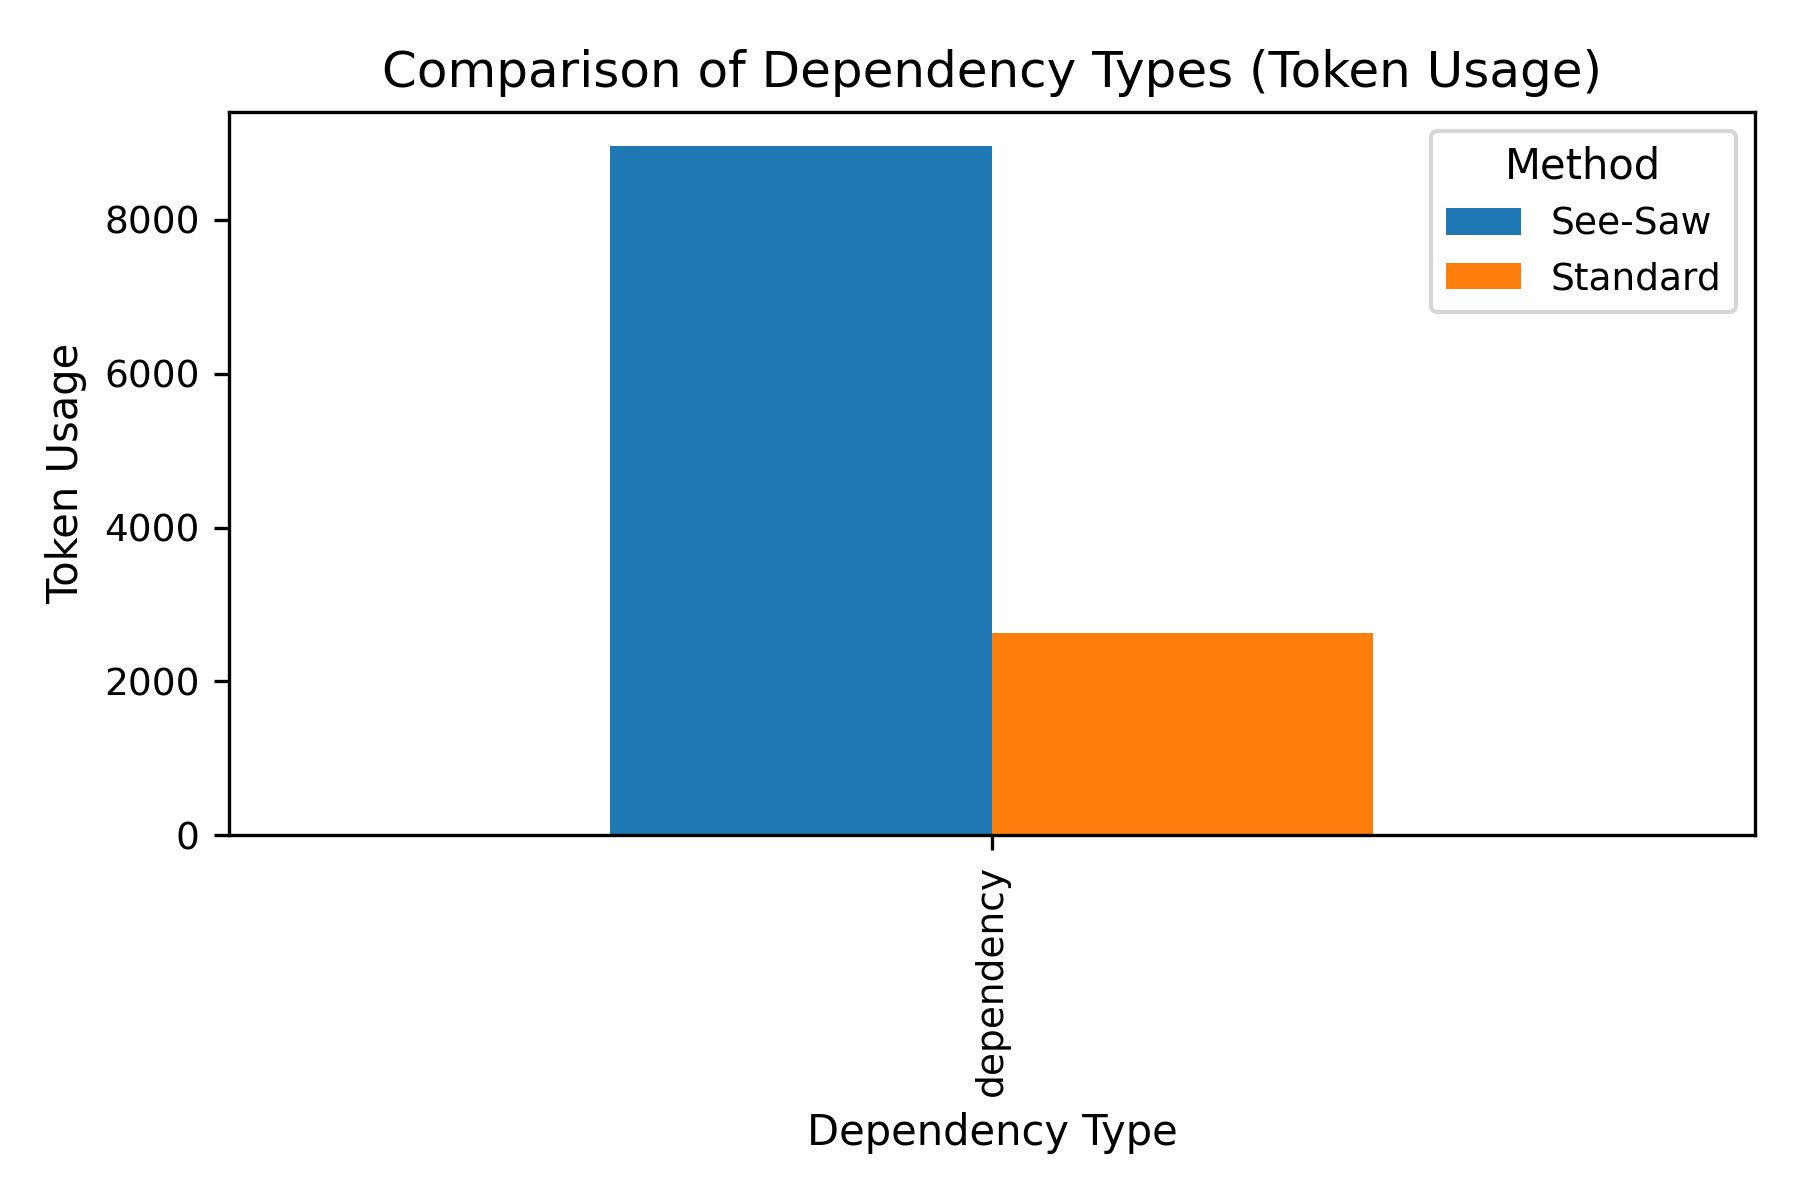 Comparison of Dependency Types (Token Usage)
Method
See-Saw
Standard
Token Usage
8000
6000
4000
2000
0
dependency
Dependency Type